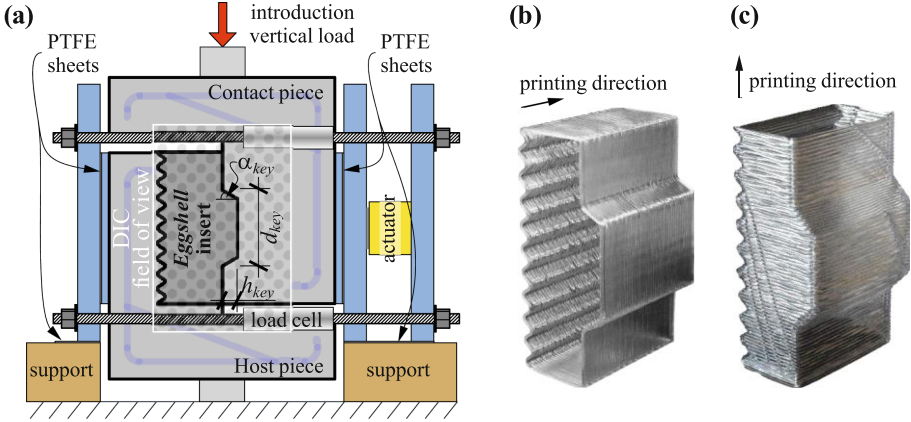 (a)
introduction
vertical load
PTFE
sheets
PTFE
sheets
Contact piece
α_key
d_key
h_key
DIC
field of view
Eggshell
insert
actuator
load cell
Host piece
support
support
(b)
printing direction
(c)
printing direction